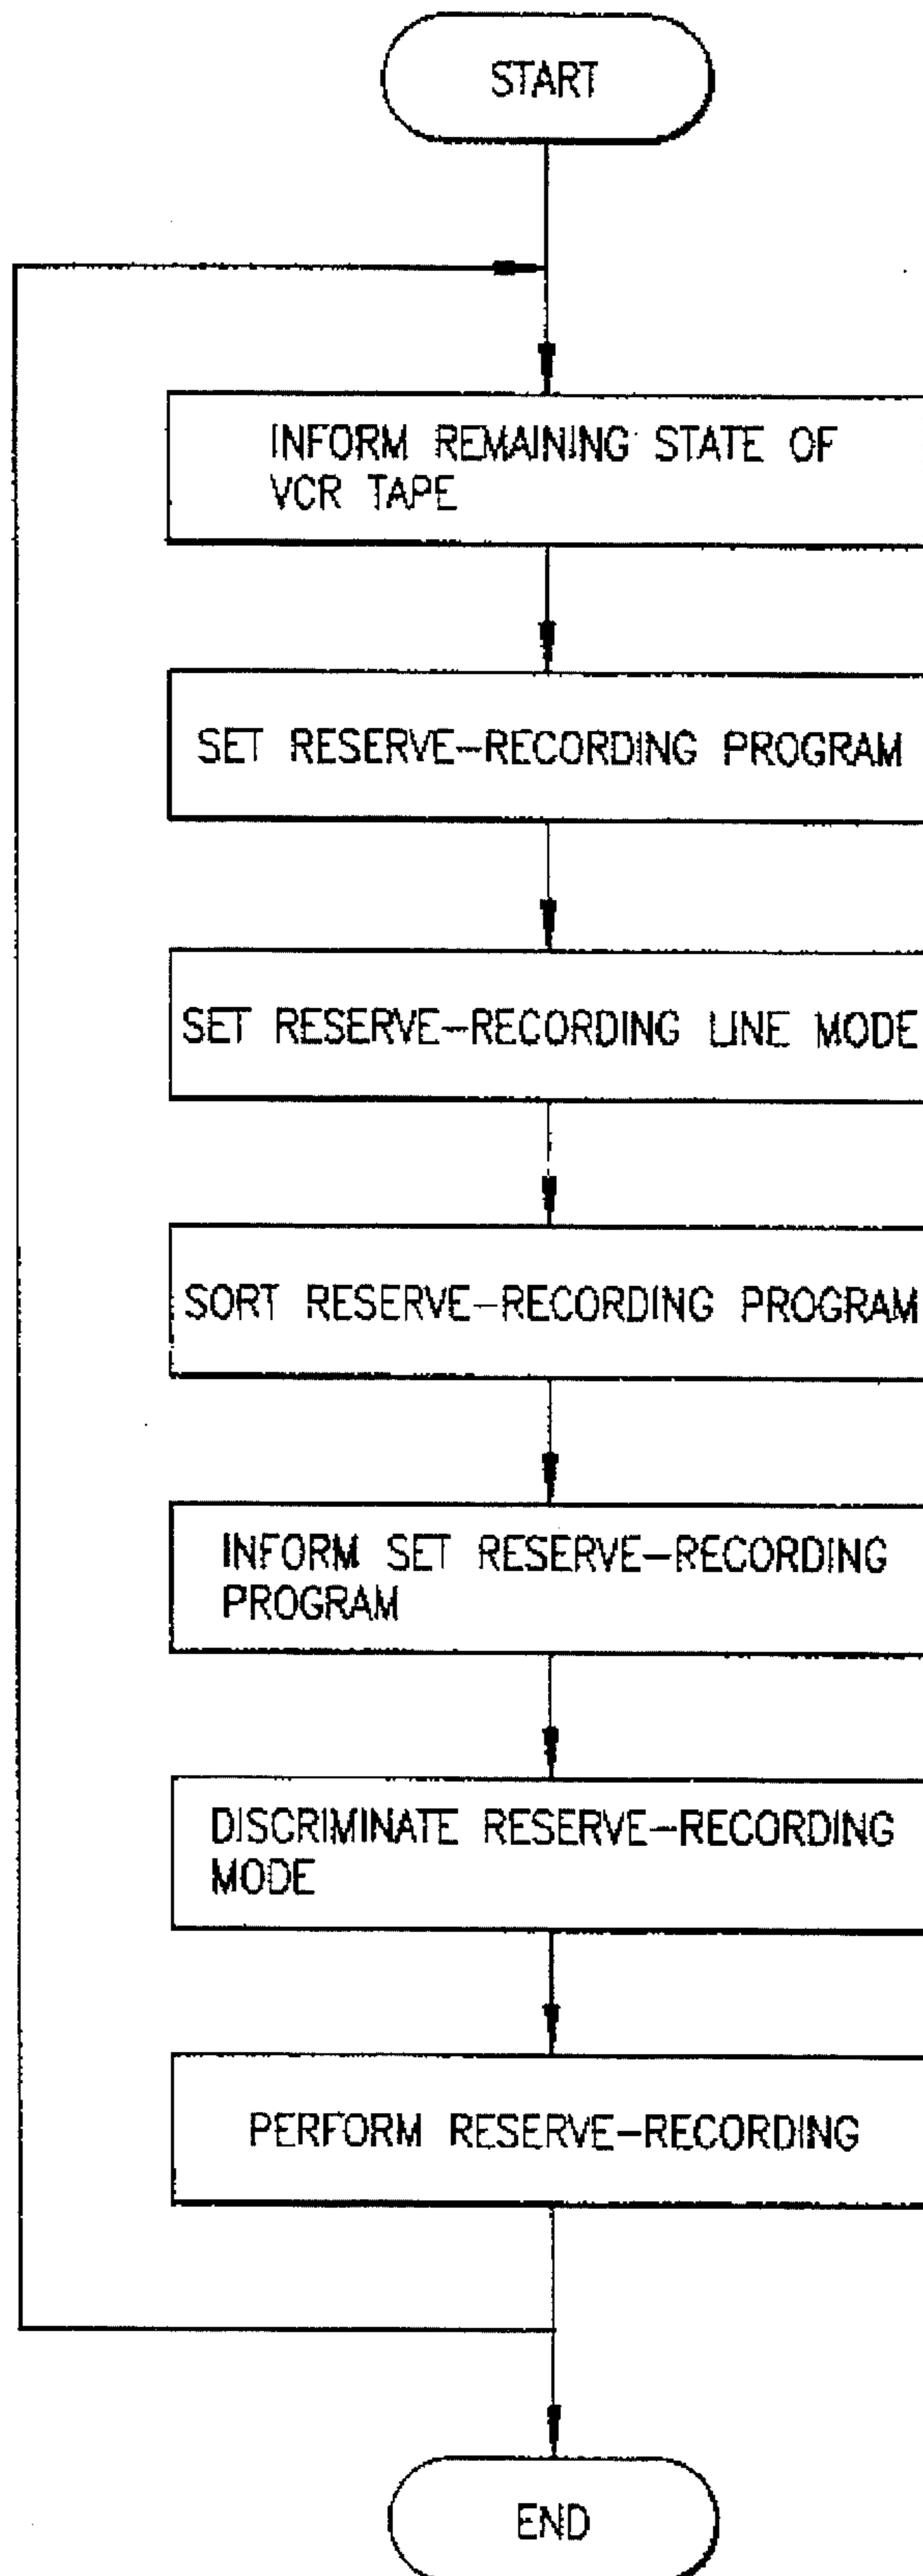 START
INFORM REMAINING STATE OF
VCR TAPE
SET RESERVE-RECORDING PROGRAM
SET RESERVE-RECORDING LINE MODE
SORT RESERVE-RECORDING PROGRAM
INFORM SET RESERVE-RECORDING
PROGRAM
DISCRIMINATE RESERVE-RECORDING
MODE
PERFORM RESERVE-RECORDING
END